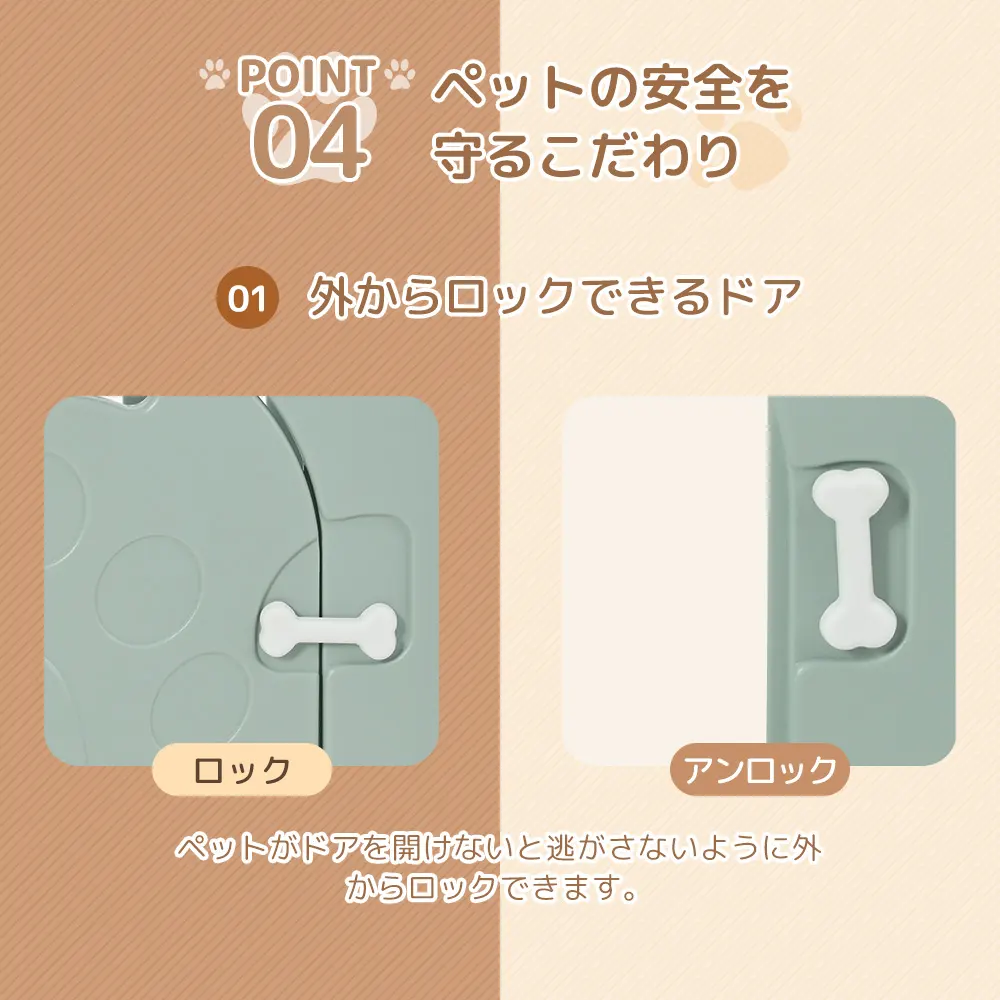 POINT
04
ペットの安全を
守るこだわり
01 外からロックできるドア
ロック
アンロック
ペットがドアを開けないと逃がさないように外
からロックできます。